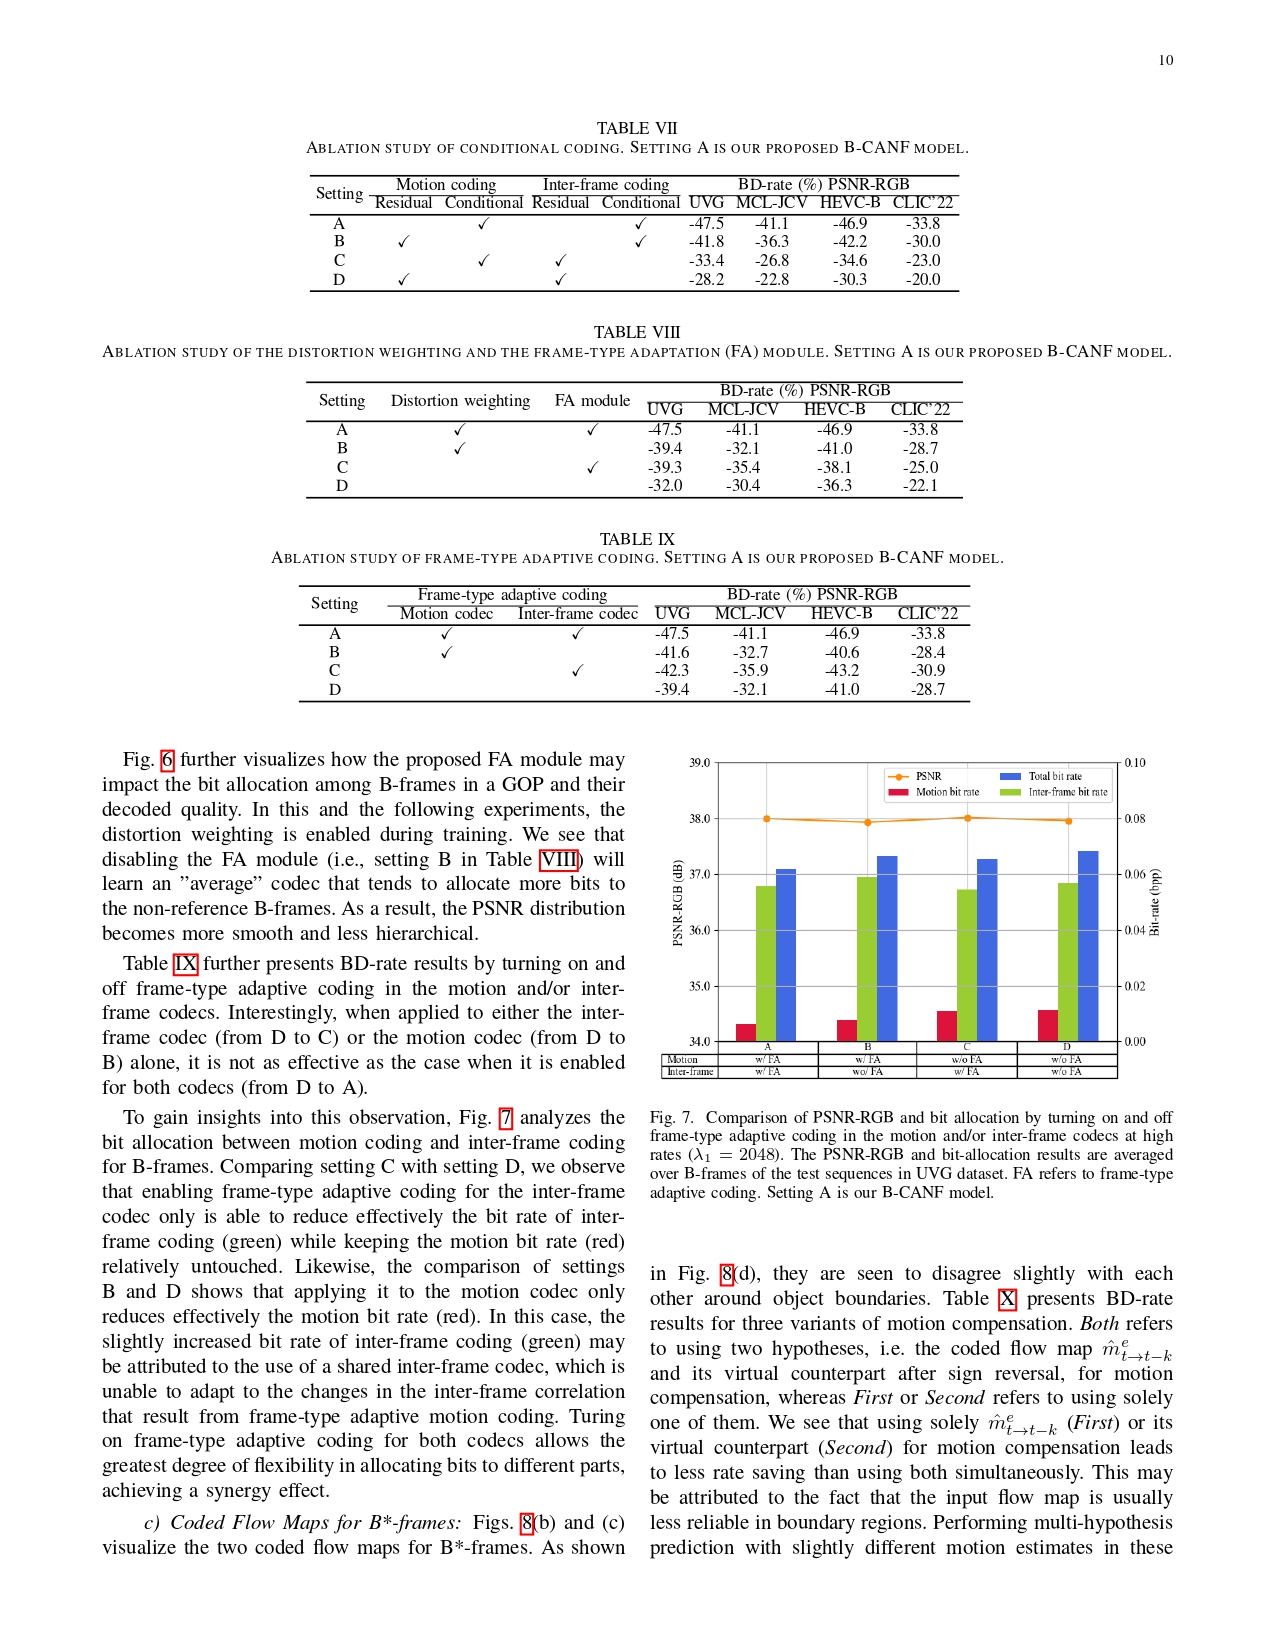 10
TABLE VII
ABLATION STUDY OF CONDITIONAL CODING. SETTING A IS OUR PROPOSED B-CANF MODEL.
Setting Motion coding Inter-frame coding BD-rate (%) PSNR-RGB
Residual Conditional Residual Conditional UVG MCL-JCV HEVC-B CLIC'22
A ✓ ✓ -47.5 -41.1 -46.9 -33.8
B ✓ ✓ -41.8 -36.3 -42.2 -30.0
C ✓ ✓ -33.4 -26.8 -34.6 -23.0
D ✓ ✓ -28.2 -22.8 -30.3 -20.0
TABLE VIII
ABLATION STUDY OF THE DISTORTION WEIGHTING AND THE FRAME-TYPE ADAPTATION (FA) MODULE. SETTING A IS OUR PROPOSED B-CANF MODEL.
Setting Distortion weighting FA module BD-rate (%) PSNR-RGB
UVG MCL-JCV HEVC-B CLIC'22
A ✓ ✓ -47.5 -41.1 -46.9 -33.8
B ✓ -39.4 -32.1 -41.0 -28.7
C ✓ -39.3 -35.4 -38.1 -25.0
D -32.0 -30.4 -36.3 -22.1
TABLE IX
ABLATION STUDY OF FRAME-TYPE ADAPTIVE CODING. SETTING A IS OUR PROPOSED B-CANF MODEL.
Setting Frame-type adaptive coding BD-rate (%) PSNR-RGB
Motion codec Inter-frame codec UVG MCL-JCV HEVC-B CLIC'22
A ✓ ✓ -47.5 -41.1 -46.9 -33.8
B ✓ -41.6 -32.7 -40.6 -28.4
C ✓ -42.3 -35.9 -43.2 -30.9
D -39.4 -32.1 -41.0 -28.7
Fig. 6 further visualizes how the proposed FA module may
impact the bit allocation among B-frames in a GOP and their
decoded quality. In this and the following experiments, the
distortion weighting is enabled during training. We see that
disabling the FA module (i.e., setting B in Table VIII) will
learn an ”average” codec that tends to allocate more bits to
the non-reference B-frames. As a result, the PSNR distribution
becomes more smooth and less hierarchical.
Table IX further presents BD-rate results by turning on and
off frame-type adaptive coding in the motion and/or inter-
frame codecs. Interestingly, when applied to either the inter-
frame codec (from D to C) or the motion codec (from D to
B) alone, it is not as effective as the case when it is enabled
for both codecs (from D to A).
To gain insights into this observation, Fig. 7 analyzes the
bit allocation between motion coding and inter-frame coding
for B-frames. Comparing setting C with setting D, we observe
that enabling frame-type adaptive coding for the inter-frame
codec only is able to reduce effectively the bit rate of inter-
frame coding (green) while keeping the motion bit rate (red)
relatively untouched. Likewise, the comparison of settings
B and D shows that applying it to the motion codec only
reduces effectively the motion bit rate (red). In this case, the
slightly increased bit rate of inter-frame coding (green) may
be attributed to the use of a shared inter-frame codec, which is
unable to adapt to the changes in the inter-frame correlation
that result from frame-type adaptive motion coding. Turing
on frame-type adaptive coding for both codecs allows the
greatest degree of flexibility in allocating bits to different parts,
achieving a synergy effect.
c) Coded Flow Maps for B*-frames: Figs. 8(b) and (c)
visualize the two coded flow maps for B*-frames. As shown
PSNR Total bit rate
Motion bit rate Inter-frame bit rate
PSNR-RGB (dB)
39.0
38.0
37.0
36.0
35.0
34.0
Bit-rate (bpp)
0.10
0.08
0.06
0.04
0.02
0.00
A B C D
Motion w/ FA w/ FA w/o FA w/o FA
Inter-frame w/ FA wo/ FA w/ FA w/o FA
Fig. 7. Comparison of PSNR-RGB and bit allocation by turning on and off
frame-type adaptive coding in the motion and/or inter-frame codecs at high
rates (λ₁ = 2048). The PSNR-RGB and bit-allocation results are averaged
over B-frames of the test sequences in UVG dataset. FA refers to frame-type
adaptive coding. Setting A is our B-CANF model.
in Fig. 8(d), they are seen to disagree slightly with each
other around object boundaries. Table X presents BD-rate
results for three variants of motion compensation. Both refers
to using two hypotheses, i.e. the coded flow map m̂ᵉₜ→ₜ₋ₖ
and its virtual counterpart after sign reversal, for motion
compensation, whereas First or Second refers to using solely
one of them. We see that using solely m̂ᵉₜ→ₜ₋ₖ (First) or its
virtual counterpart (Second) for motion compensation leads
to less rate saving than using both simultaneously. This may
be attributed to the fact that the input flow map is usually
less reliable in boundary regions. Performing multi-hypothesis
prediction with slightly different motion estimates in these